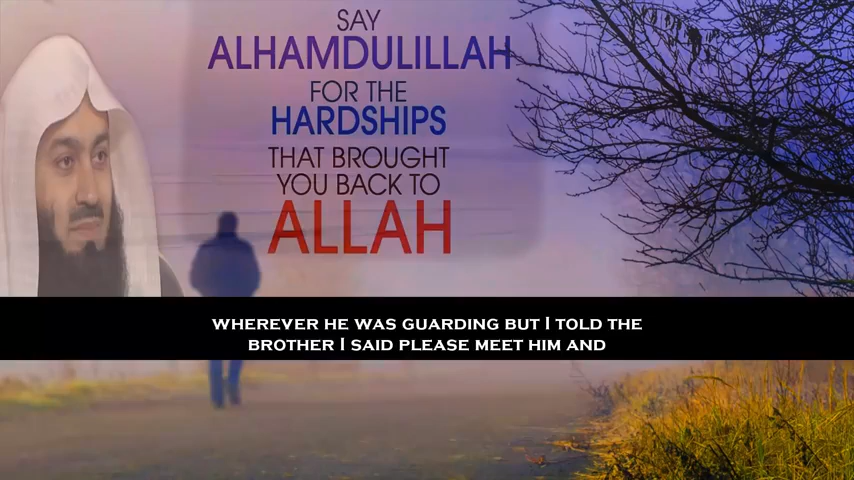 SAY
ALHAMDULILLAH
FOR THE
HARDSHIPS
THAT BROUGHT
YOU BACK TO
ALLAH
WHEREVER HE WAS GUARDING BUT I TOLD THE
BROTHER I SAID PLEASE MEET HIM AND